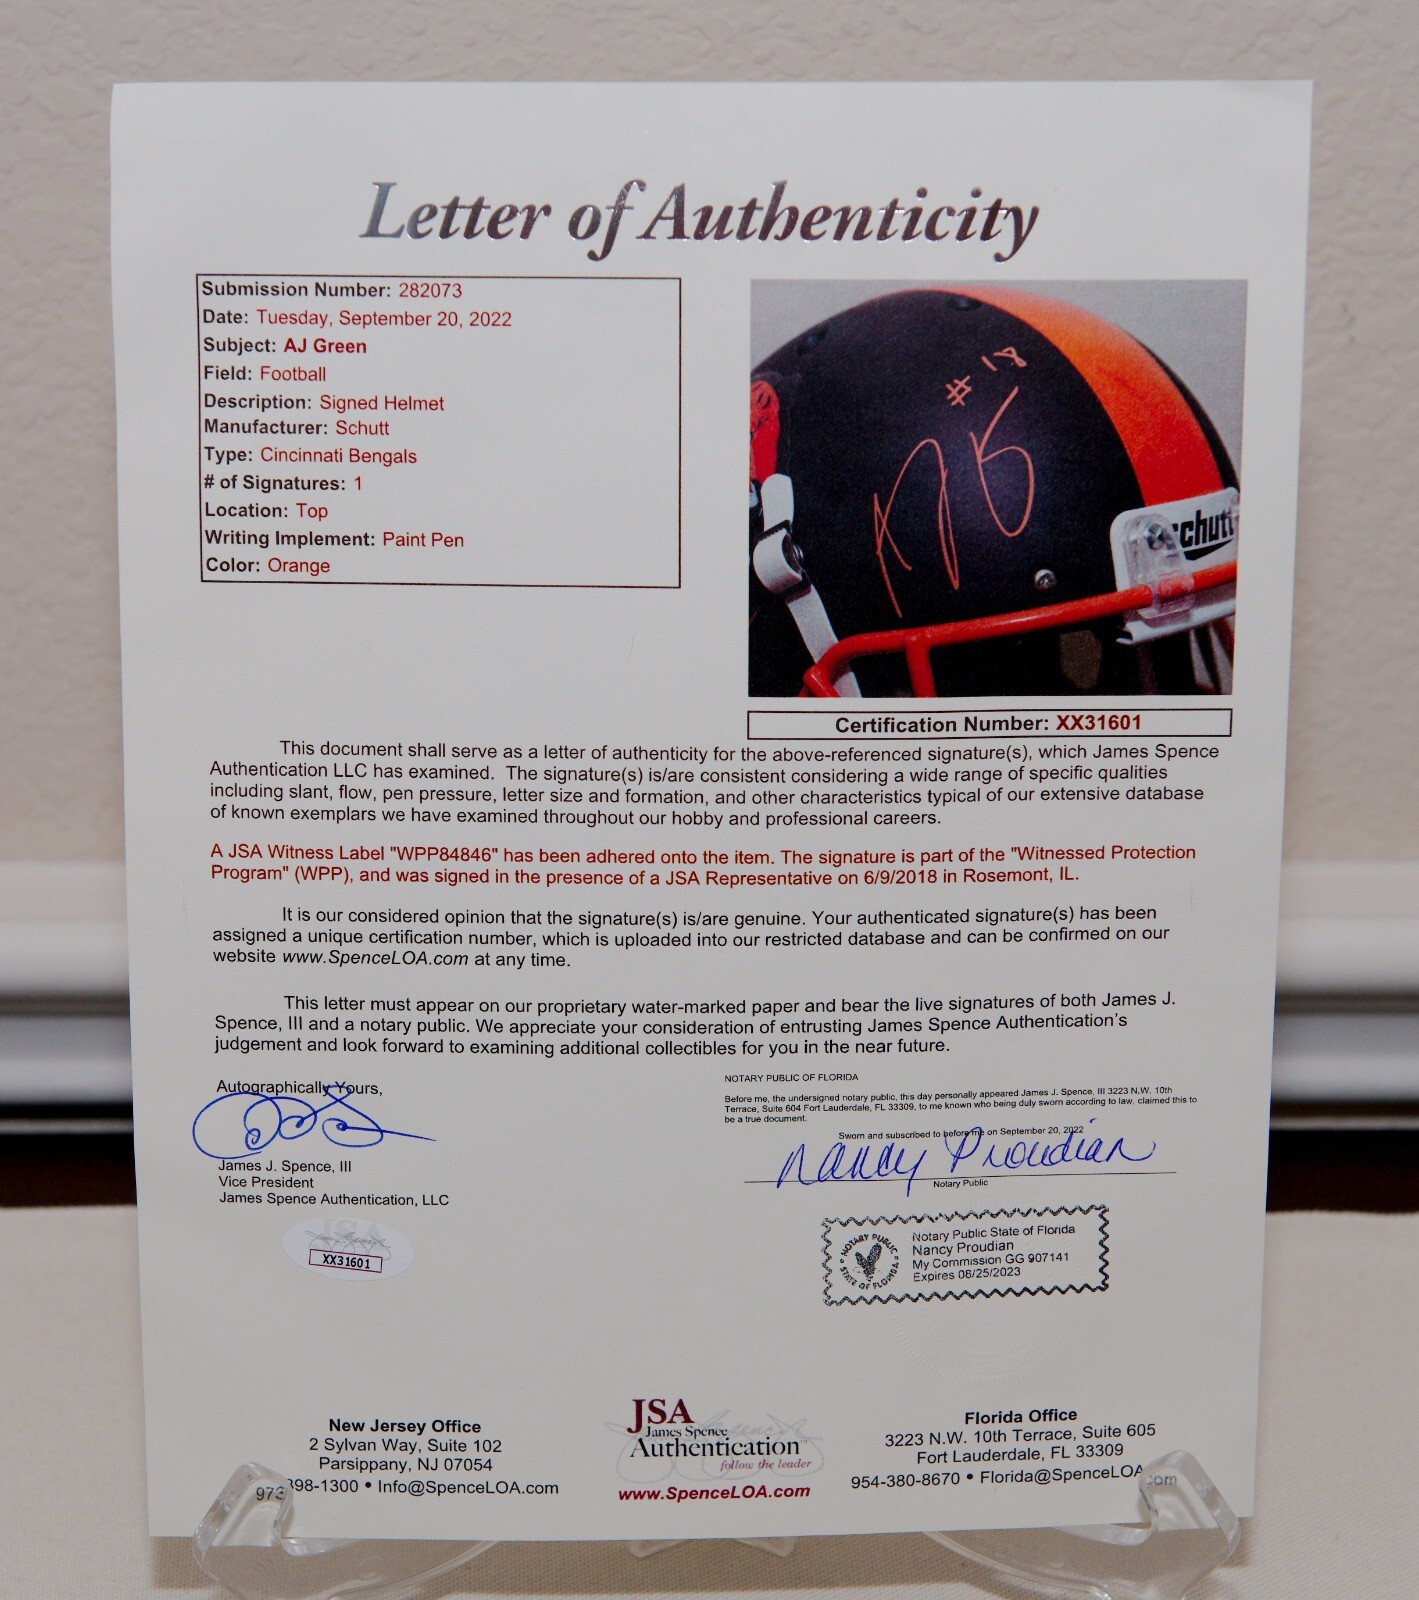 Letter of Authenticity
Submission Number: 282073
Date: Tuesday, September 20, 2022
Subject: AJ Green
Field: Football
Description: Signed Helmet
Manufacturer: Schutt
Type: Cincinnati Bengals
# of Signatures: 1
Location: Top
Writing Implement: Paint Pen
Color: Orange
#18
schutt
Certification Number: XX31601
This document shall serve as a letter of authenticity for the above-referenced signature(s), which James Spence
Authentication LLC has examined. The signature(s) is/are consistent considering a wide range of specific qualities
including slant, flow, pen pressure, letter size and formation, and other characteristics typical of our extensive database
of known exemplars we have examined throughout our hobby and professional careers.
A JSA Witness Label "WPP84846" has been adhered onto the item. The signature is part of the "Witnessed Protection
Program" (WPP), and was signed in the presence of a JSA Representative on 6/9/2018 in Rosemont, IL.
It is our considered opinion that the signature(s) is/are genuine. Your authenticated signature(s) has been
assigned a unique certification number, which is uploaded into our restricted database and can be confirmed on our
website www.SpenceLOA.com at any time.
This letter must appear on our proprietary water-marked paper and bear the live signatures of both James J.
Spence, III and a notary public. We appreciate your consideration of entrusting James Spence Authentication's
judgement and look forward to examining additional collectibles for you in the near future.
Autographically Yours,
James J. Spence, III
Vice President
James Spence Authentication, LLC
XX31601
NOTARY PUBLIC OF FLORIDA
Before me, the undersigned notary public, this day personally appeared James J. Spence, III 3223 N.W. 10th
Terrace, Suite 604 Fort Lauderdale, FL 33309, to me known who being duly sworn according to law, claimed this to
be a true document.
Sworn and subscribed to before me on September 20, 2022
Nancy Proudian
Notary Public
NOTARY PUBLIC
STATE OF FLORIDA
Notary Public State of Florida
Nancy Proudian
My Commission GG 907141
Expires 08/25/2023
New Jersey Office
2 Sylvan Way, Suite 102
Parsippany, NJ 07054
973 898-1300 • Info@SpenceLOA.com
JSA
James Spence
Authentication
follow the leader
www.SpenceLOA.com
Florida Office
3223 N.W. 10th Terrace, Suite 605
Fort Lauderdale, FL 33309
954-380-8670 • Florida@SpenceLOA.com